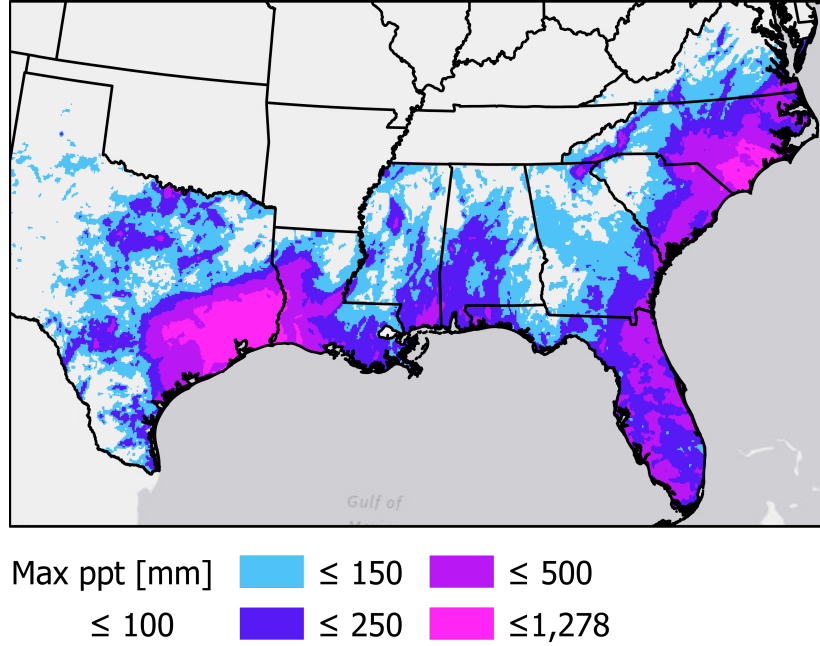 Gulf of
Max ppt [mm]
≤ 150
≤ 500
≤ 100
≤ 250
≤1,278